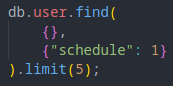 db.user.find(
    {},
    {"schedule": 1}
).limit(5);